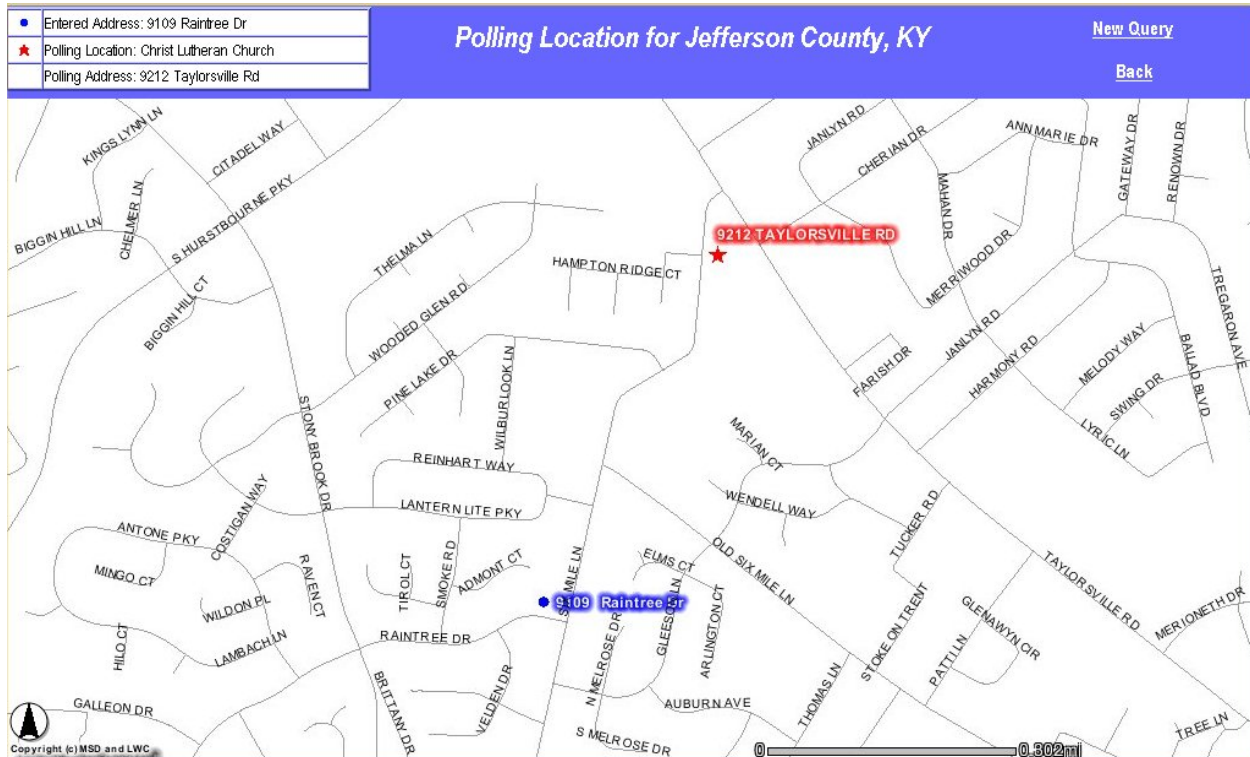 Entered Address: 9109 Raintree Dr
Polling Location: Christ Lutheran Church
Polling Address: 9212 Taylorsville Rd
Polling Location for Jefferson County, KY
New Query
Back
KINGS LYNN LN
CITADEL WAY
CHELMER LN
BIGGIN HILL LN
S HURSTBOURNE PKY
BIGGIN HILL CT
THELMA LN
WOODED GLEN RD
PINE LAKE DR
HAMPTON RIDGE CT
9212 TAYLORSVILLE RD
JANLYN RD
CHERIAN DR
ANN MARIE DR
GATEWAY DR
RENOWN DR
MAHAN DR
MERRIWOOD DR
TREGARON AVE
JANLYN RD
HARMONY RD
MELODY WAY
BALLAD BLVD
SWING DR
LYRIC LN
FARISH DR
WILBURLOOK LN
STONY BROOK DR
REINHART WAY
LANTERN LITE PKY
MARIAN CT
WENDELL WAY
TUCKER RD
OLD SIX MILE LN
TAYLORSVILLE RD
COSTIGAN WAY
ANTONE PKY
MINGO CT
WILDON PL
RAVEN CT
TIROL CT
SMOKE RD
ADMONT CT
SIX MILE LN
9109 Raintree Dr
ELMS CT
GLEESON LN
ARLINGTON CT
N MELROSE DR
STOKE ON TRENT
GLENAWYN CIR
PATTI LN
MERIONETH DR
HILO CT
LAMBACH LN
RAINTREE DR
VELDEN DR
BRITTANY DR
GALLEON DR
AUBURN AVE
THOMAS LN
S MELROSE DR
TREE LN
Copyright (c) MSD and LWC
0
0.302mi